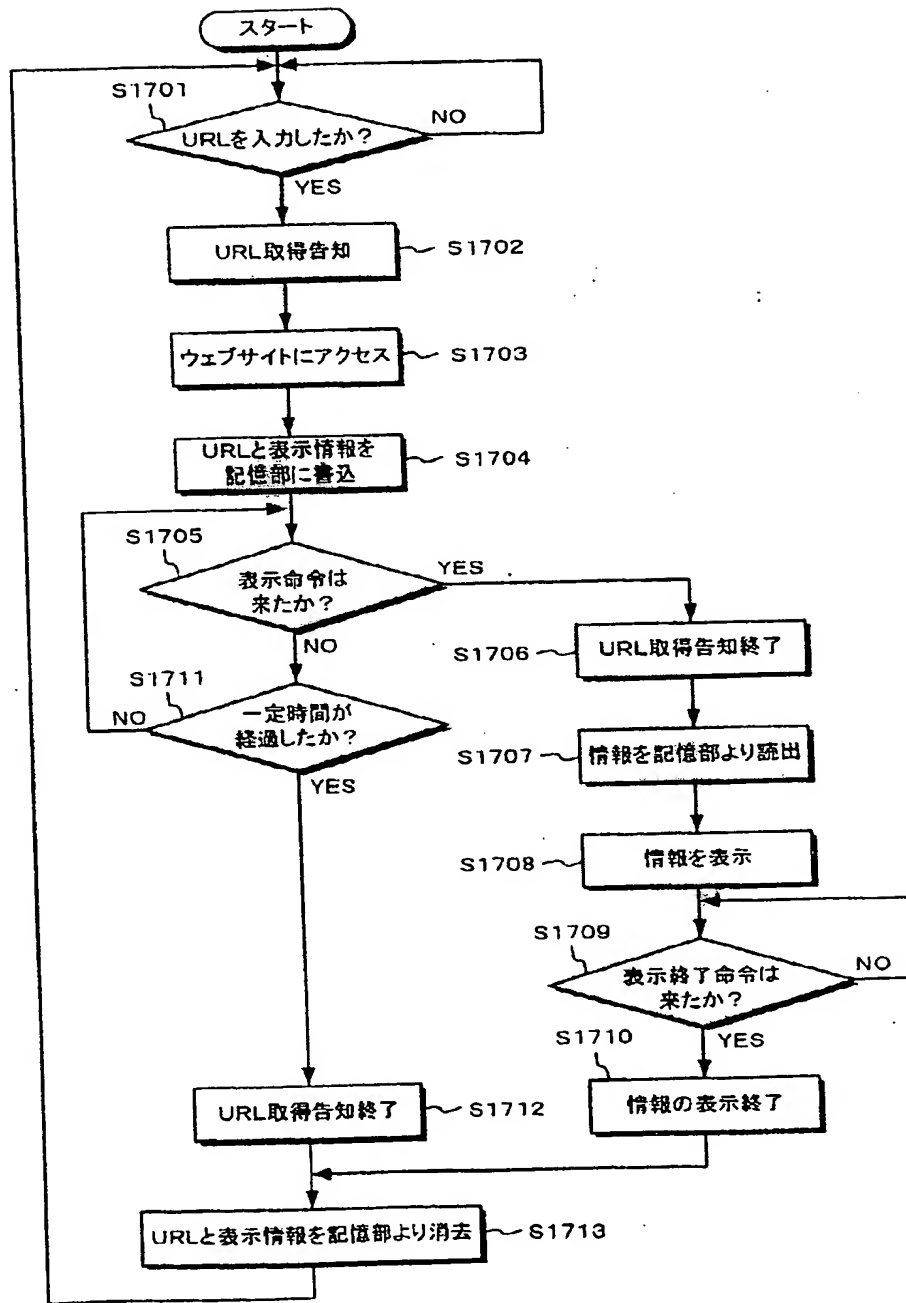 スタート
S1701
URLを入力したか?
NO
YES
URL取得告知
S1702
ウェブサイトにアクセス
S1703
URLと表示情報を
記憶部に書込
S1704
S1705
表示命令は
来たか?
YES
NO
S1706
URL取得告知終了
S1711
一定時間が
経過したか?
NO
YES
S1707
情報を記憶部より読出
S1708
情報を表示
S1709
表示終了命令は
来たか?
NO
YES
S1710
情報の表示終了
URL取得告知終了
S1712
URLと表示情報を記憶部より消去
S1713